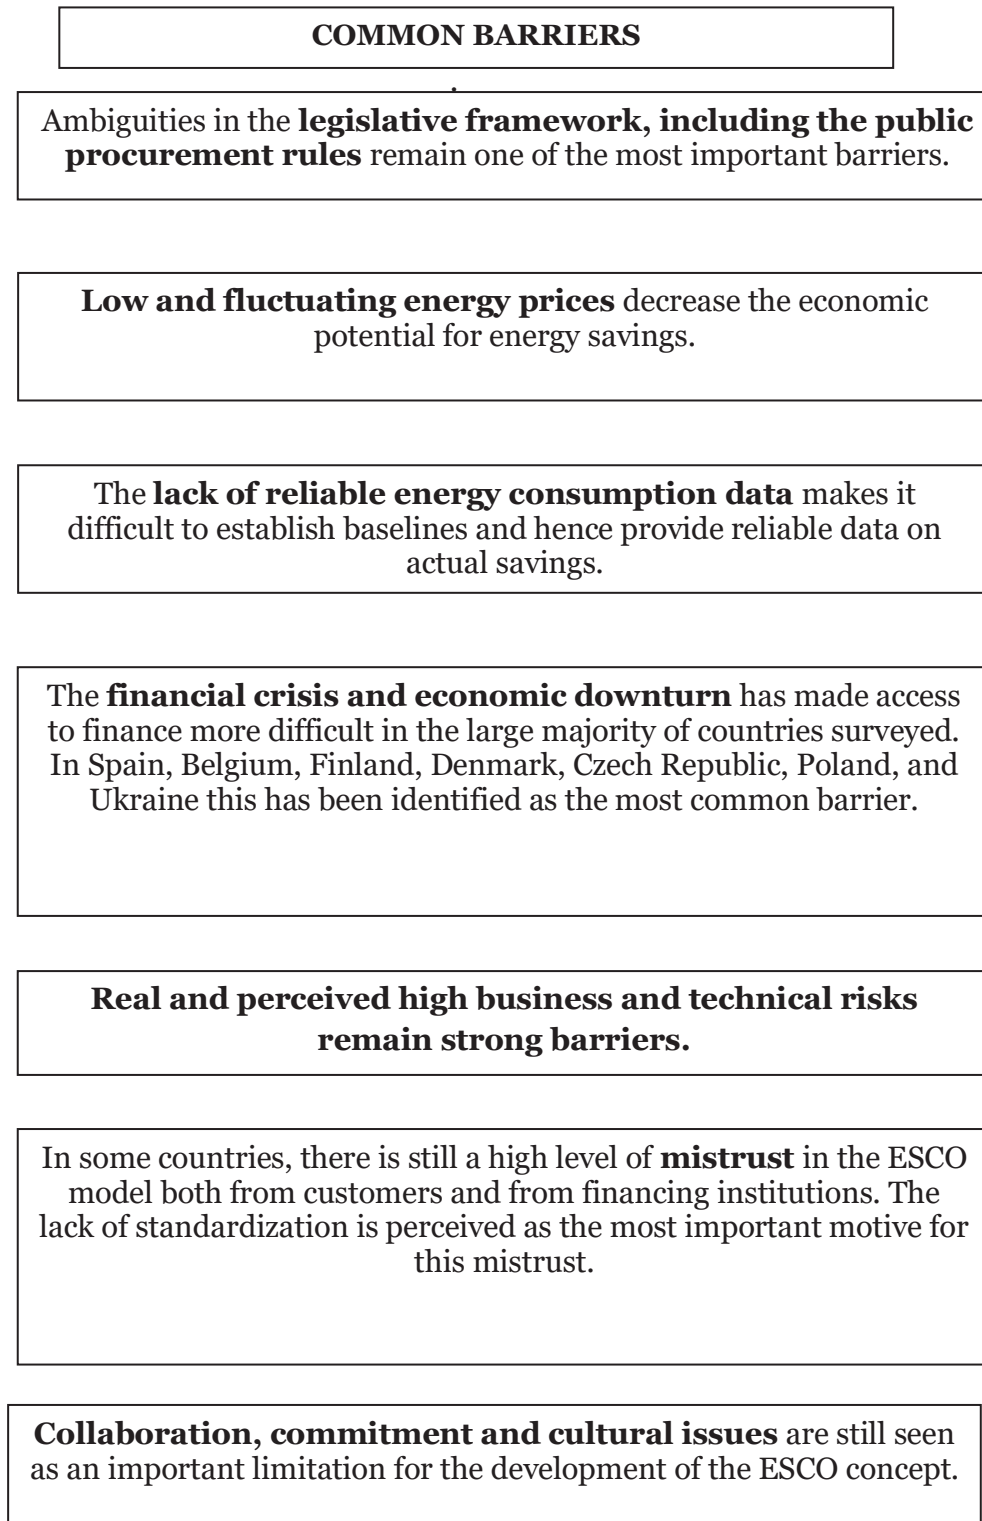 COMMON BARRIERS
Ambiguities in the legislative framework, including the public
procurement rules remain one of the most important barriers.
Low and fluctuating energy prices decrease the economic
potential for energy savings.
The lack of reliable energy consumption data makes it
difficult to establish baselines and hence provide reliable data on
actual savings.
The financial crisis and economic downturn has made access
to finance more difficult in the large majority of countries surveyed.
In Spain, Belgium, Finland, Denmark, Czech Republic, Poland, and
Ukraine this has been identified as the most common barrier.
Real and perceived high business and technical risks
remain strong barriers.
In some countries, there is still a high level of mistrust in the ESCO
model both from customers and from financing institutions. The
lack of standardization is perceived as the most important motive for
this mistrust.
Collaboration, commitment and cultural issues are still seen
as an important limitation for the development of the ESCO concept.